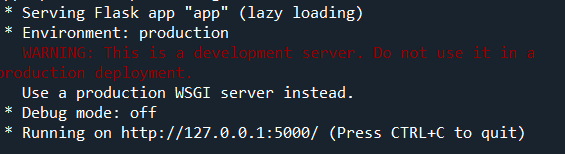 * Serving Flask app "app" (lazy loading)
* Environment: production
WARNING: This is a development server. Do not use it in a
production deployment.
Use a production WSGI server instead.
* Debug mode: off
* Running on http://127.0.0.1:5000/ (Press CTRL+C to quit)